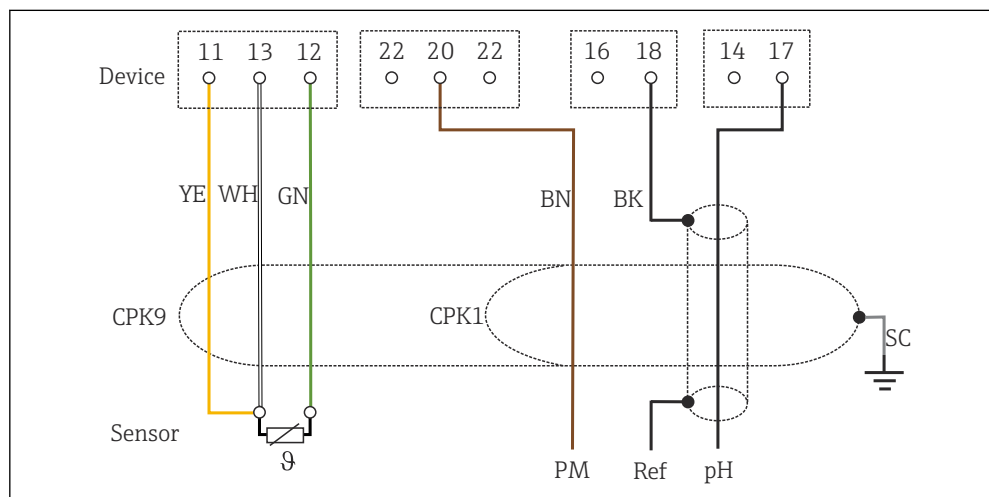 11 13 12 22 20 22 16 18 14 17
Device
YE WH GN BN BK
CPK9 CPK1
SC
Sensor
ϑ PM Ref pH